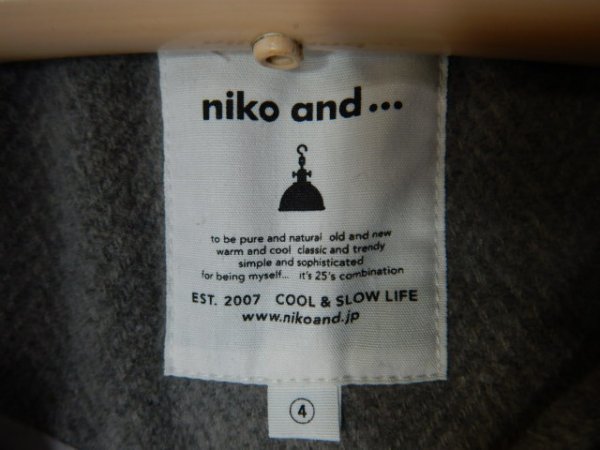 niko and ...
to be pure and natural old and new
warm and cool classic and trendy
simple and sophisticated
for being myself... it's 25's combination
EST. 2007 COOL & SLOW LIFE
www.nikoand.jp
④